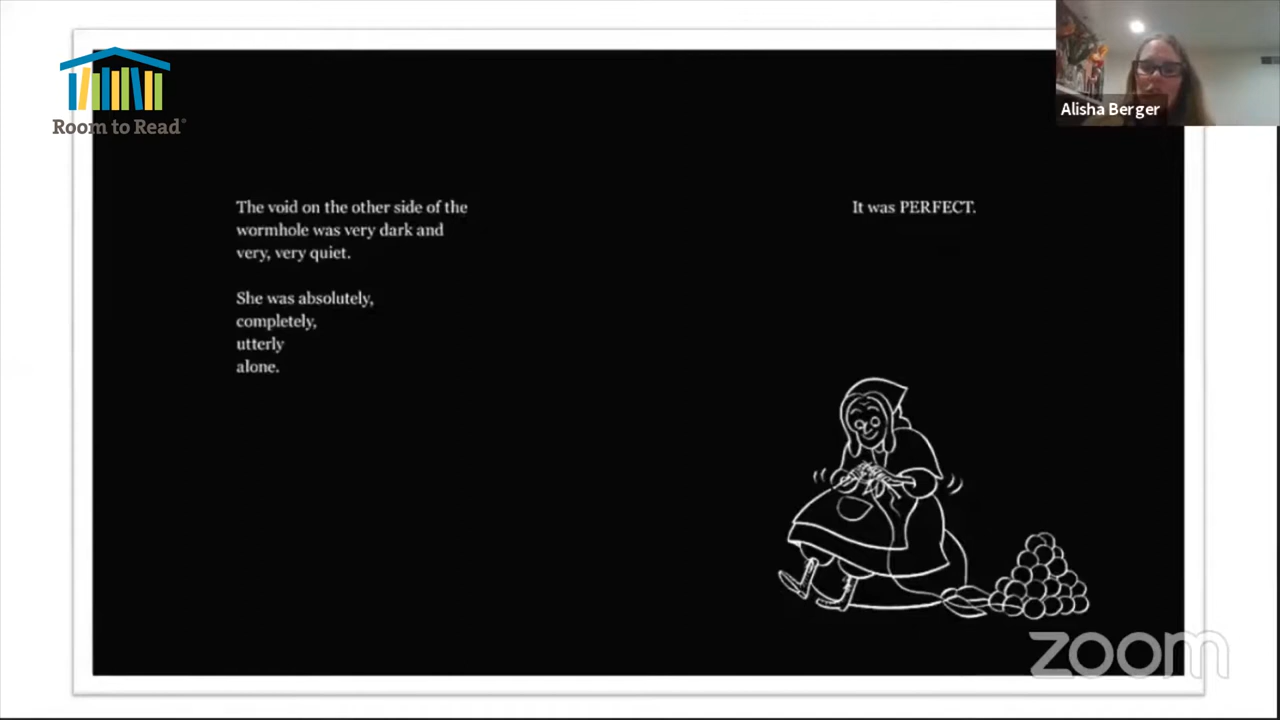 Room to Read®
Alisha Berger
The void on the other side of the
wormhole was very dark and
very, very quiet.
She was absolutely,
completely,
utterly
alone.
It was PERFECT.
zoom